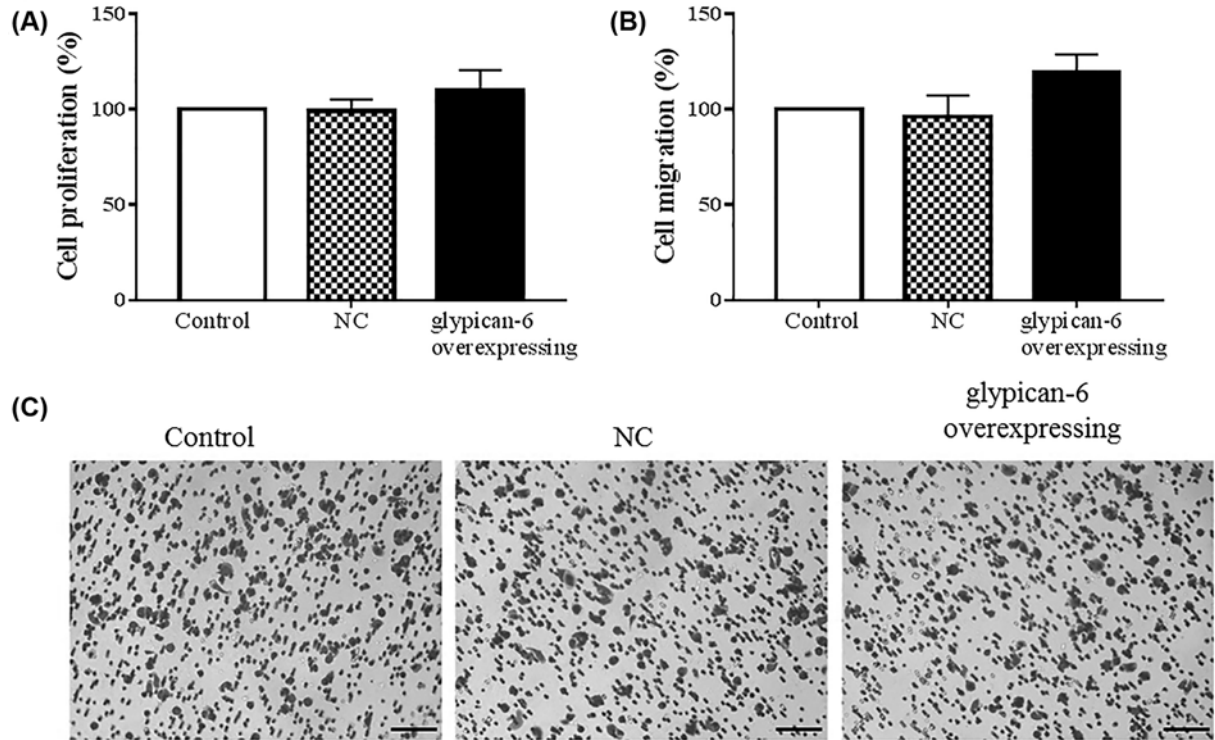 (A)
150
100
50
0
Cell proliferation (%)
Control
NC
glypican-6
overexpressing
(B)
150
100
50
0
Cell migration (%)
Control
NC
glypican-6
overexpressing
(C)
Control
NC
glypican-6
overexpressing